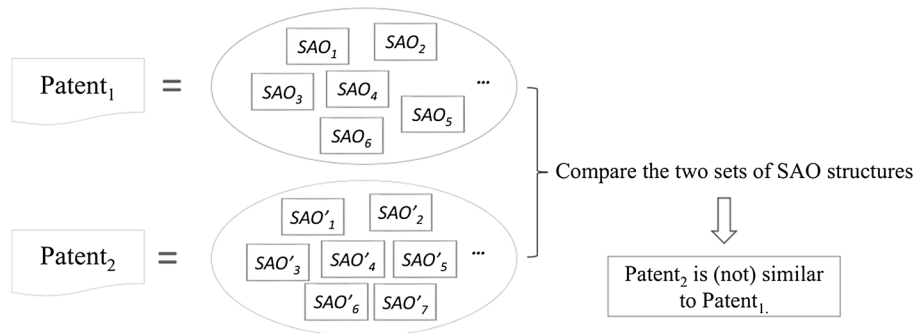 Patent₁ =
SAO₁ SAO₂
SAO₃ SAO₄ SAO₅ ...
SAO₆
Compare the two sets of SAO structures
Patent₂ =
SAO'₁ SAO'₂
SAO'₃ SAO'₄ SAO'₅ ...
SAO'₆ SAO'₇
Patent₂ is (not) similar
to Patent₁.